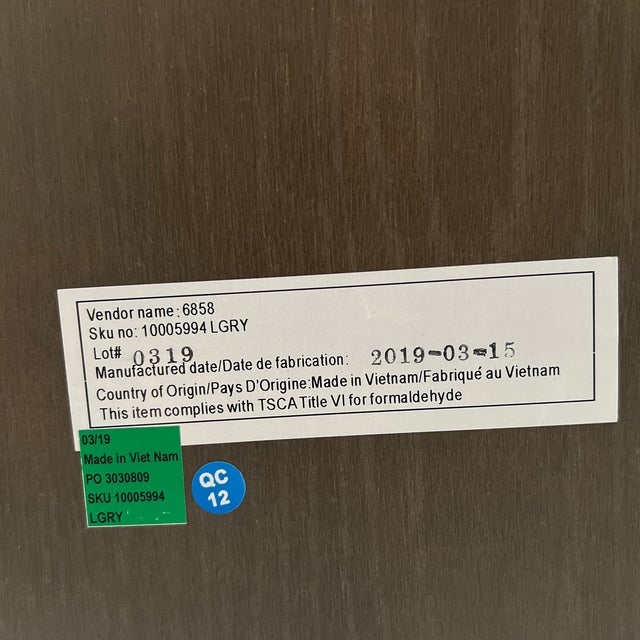 Vendor name: 6858
Sku no: 10005994 LGRY
Lot# 0319
Manufactured date/Date de fabrication: 2019-03-15
Country of Origin/Pays D'Origine:Made in Vietnam/Fabriqué au Vietnam
This item complies with TSCA Title VI for formaldehyde
03/19
Made in Viet Nam
PO 3030809
SKU 10005994
LGRY
QC
12